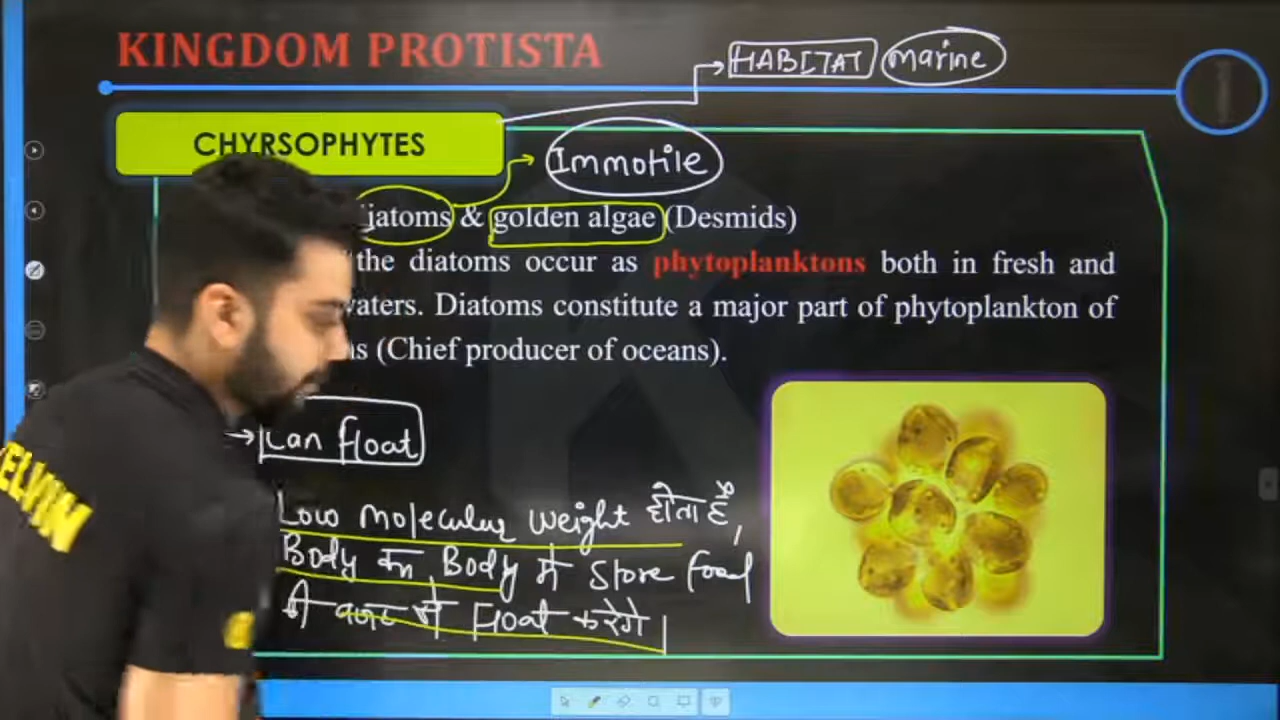 KINGDOM PROTISTA
HABITAT marine
CHYRSOPHYTES
Immotile
iatoms & golden algae (Desmids)
the diatoms occur as phytoplanktons both in fresh and
waters. Diatoms constitute a major part of phytoplankton of
ns (Chief producer of oceans).
Can float
Low molecular weight होता है,
Body का, Body में store food
की वजह से Float करेंगे
ELVIN